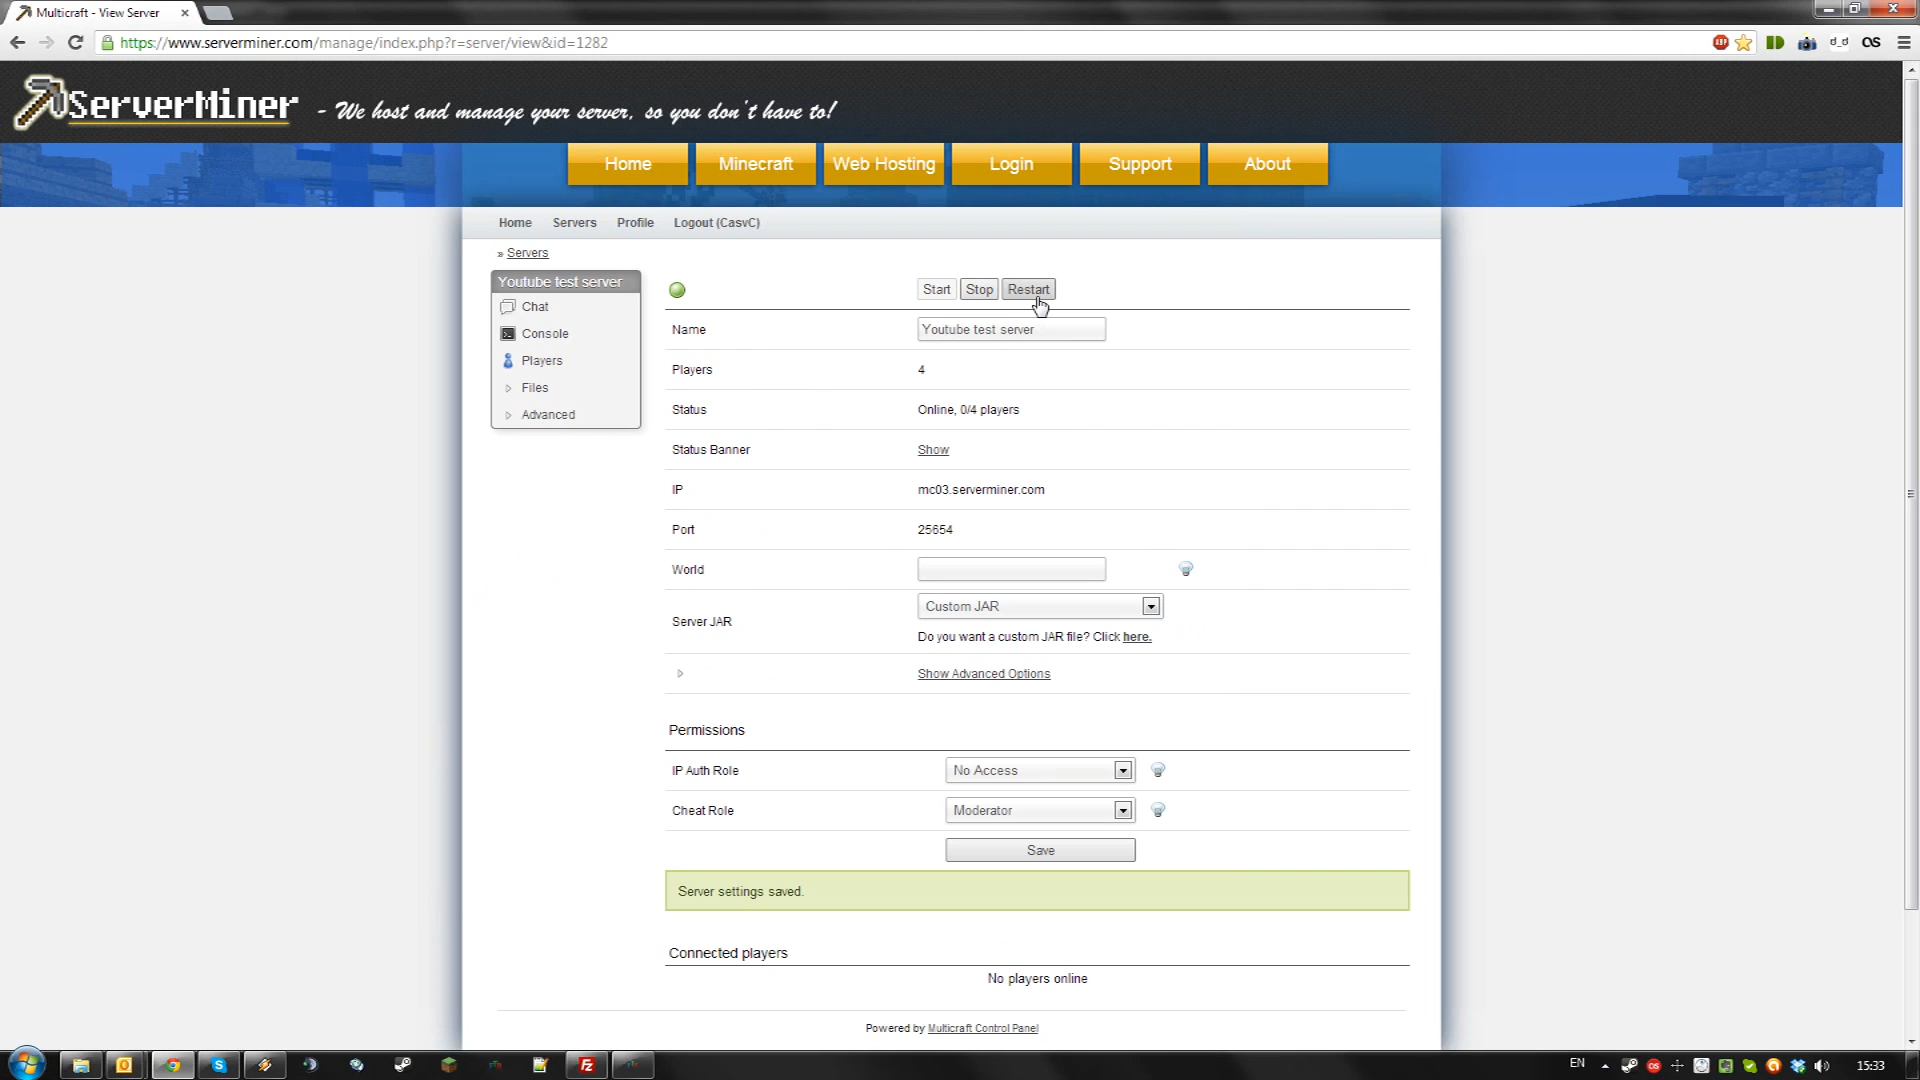 Multicraft - View Server
https://www.serverminer.com/manage/index.php?r=server/view&id=1282
ABP
d_d
OS
ServerMiner
- We host and manage your server, so you don't have to!
Home
Minecraft
Web Hosting
Login
Support
About
Home
Servers
Profile
Logout (CasvC)
» Servers
Youtube test server
Chat
Console
Players
Files
Advanced
Start
Stop
Restart
Name
Youtube test server
Players
4
Status
Online, 0/4 players
Status Banner
Show
IP
mc03.serverminer.com
Port
25654
World
Server JAR
Custom JAR
Do you want a custom JAR file? Click here.
Show Advanced Options
Permissions
IP Auth Role
No Access
Cheat Role
Moderator
Save
Server settings saved.
Connected players
No players online
Powered by Multicraft Control Panel
EN
15:33